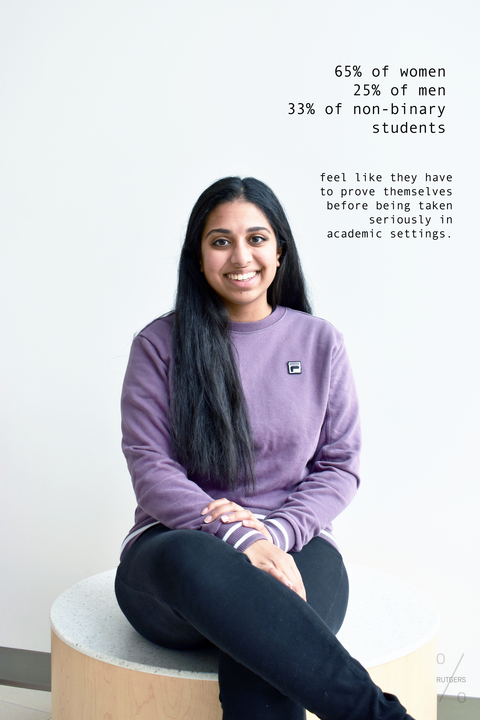 65% of women
25% of men
33% of non-binary
students
feel like they have
to prove themselves
before being taken
seriously in
academic settings.
0
RUTGERS
0